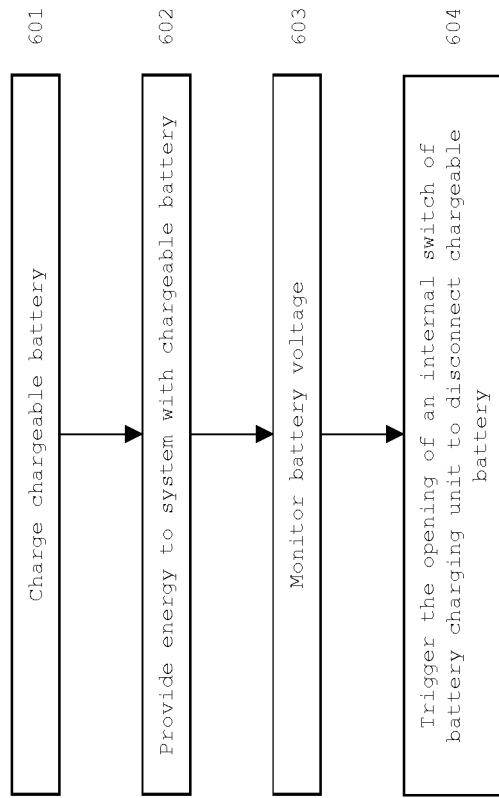 601
Charge chargeable battery
602
Provide energy to system with chargeable battery
603
Monitor battery voltage
604
Trigger the opening of an internal switch of
battery charging unit to disconnect chargeable
battery